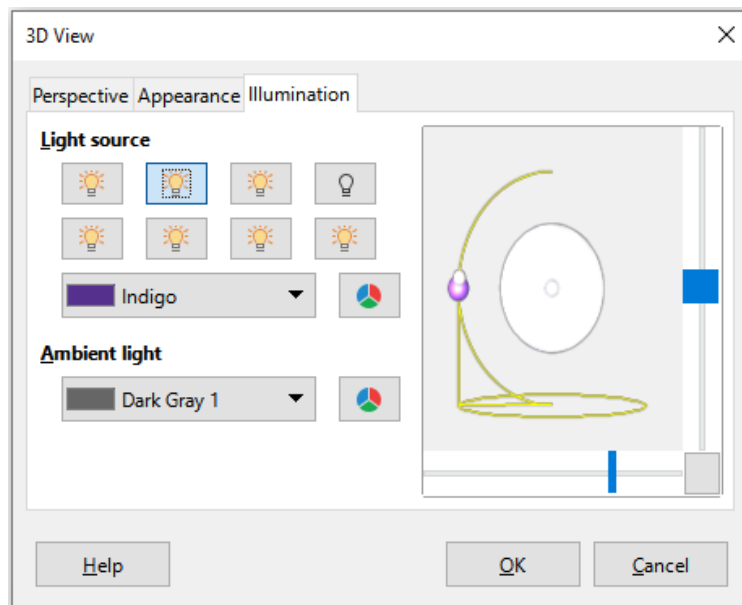 3D View
Perspective Appearance Illumination
Light source
Indigo
Ambient light
Dark Gray 1
Help OK Cancel